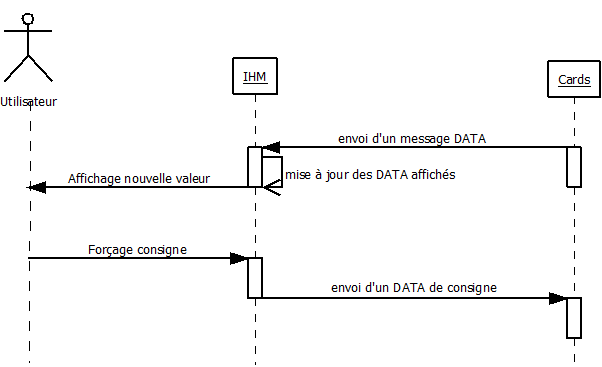 IHM
Cards
Utilisateur
envoi d'un message DATA
mise à jour des DATA affichés
Affichage nouvelle valeur
Forçage consigne
envoi d'un DATA de consigne